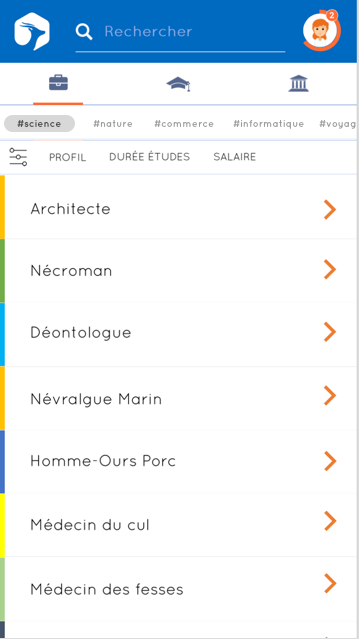 Rechercher
2
#science #nature #commerce #informatique #voyag
PROFIL DURÉE ÉTUDES SALAIRE
Architecte
Nécroman
Déontologue
Névralgue Marin
Homme-Ours Porc
Médecin du cul
Médecin des fesses